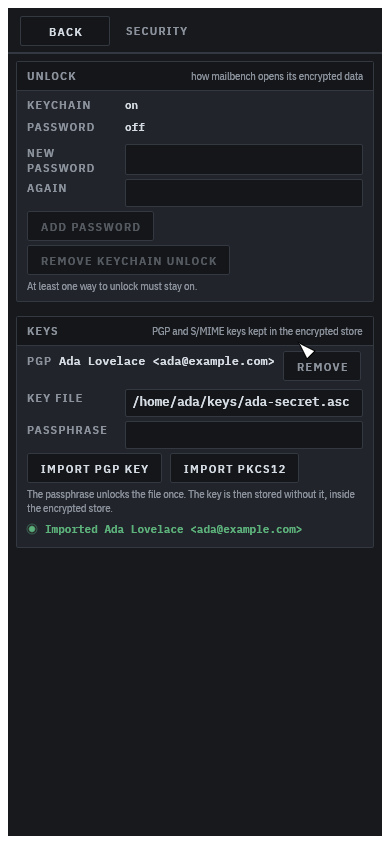 BACK SECURITY
UNLOCK how mailbench opens its encrypted data
KEYCHAIN on
PASSWORD off
NEW
PASSWORD
AGAIN
ADD PASSWORD
REMOVE KEYCHAIN UNLOCK
At least one way to unlock must stay on.
KEYS PGP and S/MIME keys kept in the encrypted store
PGP Ada Lovelace <ada@example.com> REMOVE
KEY FILE /home/ada/keys/ada-secret.asc
PASSPHRASE
IMPORT PGP KEY IMPORT PKCS12
The passphrase unlocks the file once. The key is then stored without it, inside
the encrypted store.
Imported Ada Lovelace <ada@example.com>